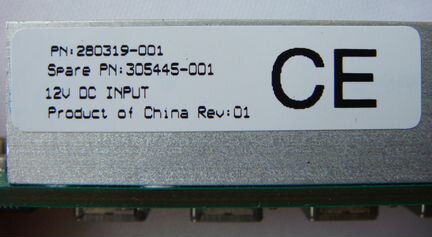 PN:280319-001
Spare PN:305445-001
12V DC INPUT
Product of China Rev:01
CE